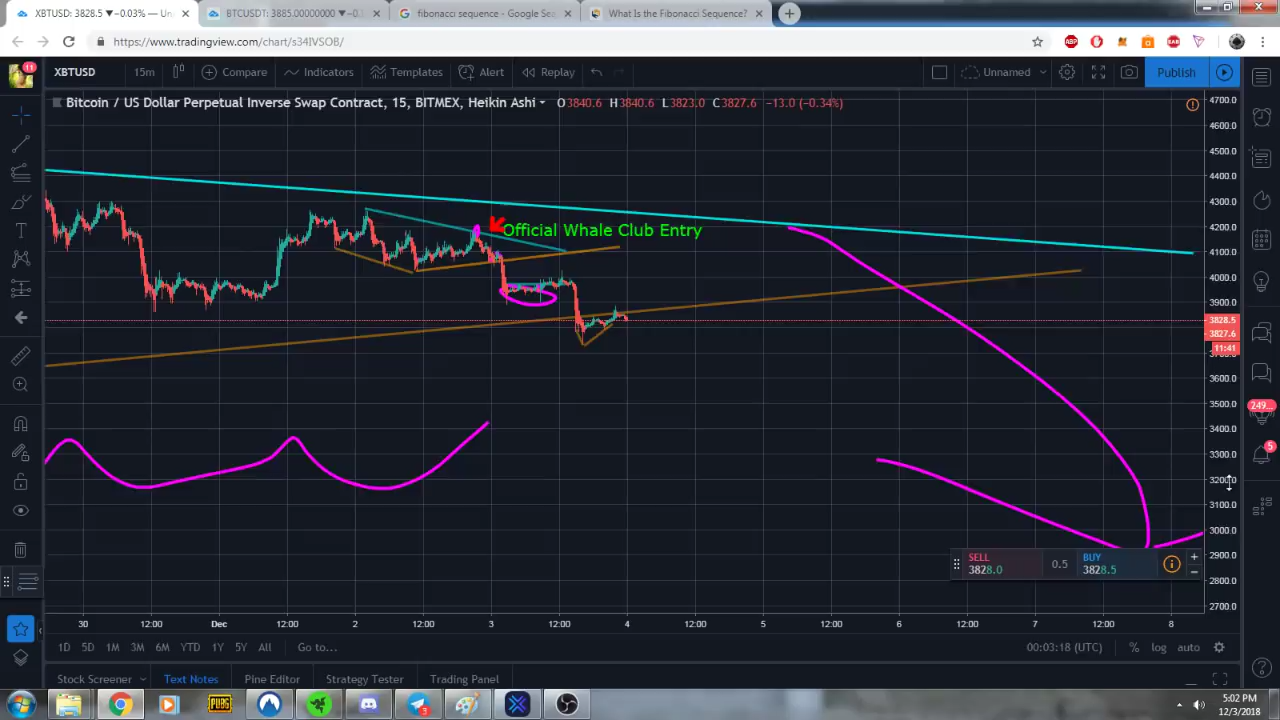 XBTUSD: 3828.5 ▼−0.03% — Un
BTCUSDT: 3885.00000000 ▼−0.
fibonacci sequence - Google Se
What Is the Fibonacci Sequence?
https://www.tradingview.com/chart/s34IVSOB/
11
XBTUSD
15m
Compare
Indicators
Templates
Alert
Replay
Unnamed
Publish
Bitcoin / US Dollar Perpetual Inverse Swap Contract, 15, BITMEX, Heikin Ashi
O3840.6 H3840.6 L3823.0 C3827.6 −13.0 (−0.34%)
4700.0
4600.0
4500.0
4400.0
4300.0
4200.0
4100.0
4000.0
3900.0
3828.5
3827.6
11:41
3600.0
3500.0
3400.0
3300.0
3200.0
3100.0
3000.0
2900.0
2800.0
2700.0
Official Whale Club Entry
249...
5
SELL
3828.0
0.5
BUY
3828.5
30 12:00 Dec 12:00 2 12:00 3 12:00 4 12:00 5 12:00 6 12:00 7 12:00 8
1D 5D 1M 3M 6M YTD 1Y 5Y All Go to...
00:03:18 (UTC) % log auto
Stock Screener Text Notes Pine Editor Strategy Tester Trading Panel
PUBG
5:02 PM
12/3/2018